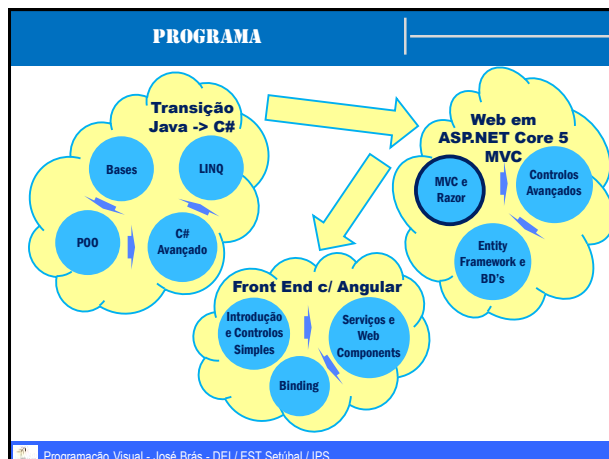 PROGRAMA
Transição
Java -> C#
Bases
LINQ
POO
C#
Avançado
Web em
ASP.NET Core 5
MVC
MVC e
Razor
Controlos
Avançados
Entity
Framework e
BD's
Front End c/ Angular
Introdução
e Controlos
Simples
Serviços e
Web
Components
Binding
Programação Visual - José Brás - DEI / EST Setúbal / IPS